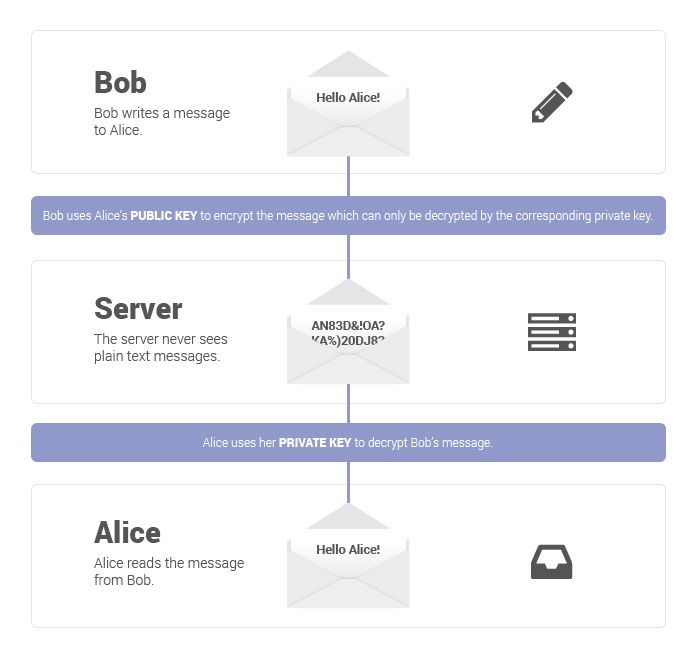 Bob
Bob writes a message
to Alice.
Hello Alice!
Bob uses Alice's PUBLIC KEY to encrypt the message which can only be decrypted by the corresponding private key.
Server
The server never sees
plain text messages.
AN83D&!OA?
Alice uses her PRIVATE KEY to decrypt Bob's message.
Alice
Alice reads the message
from Bob.
Hello Alice!